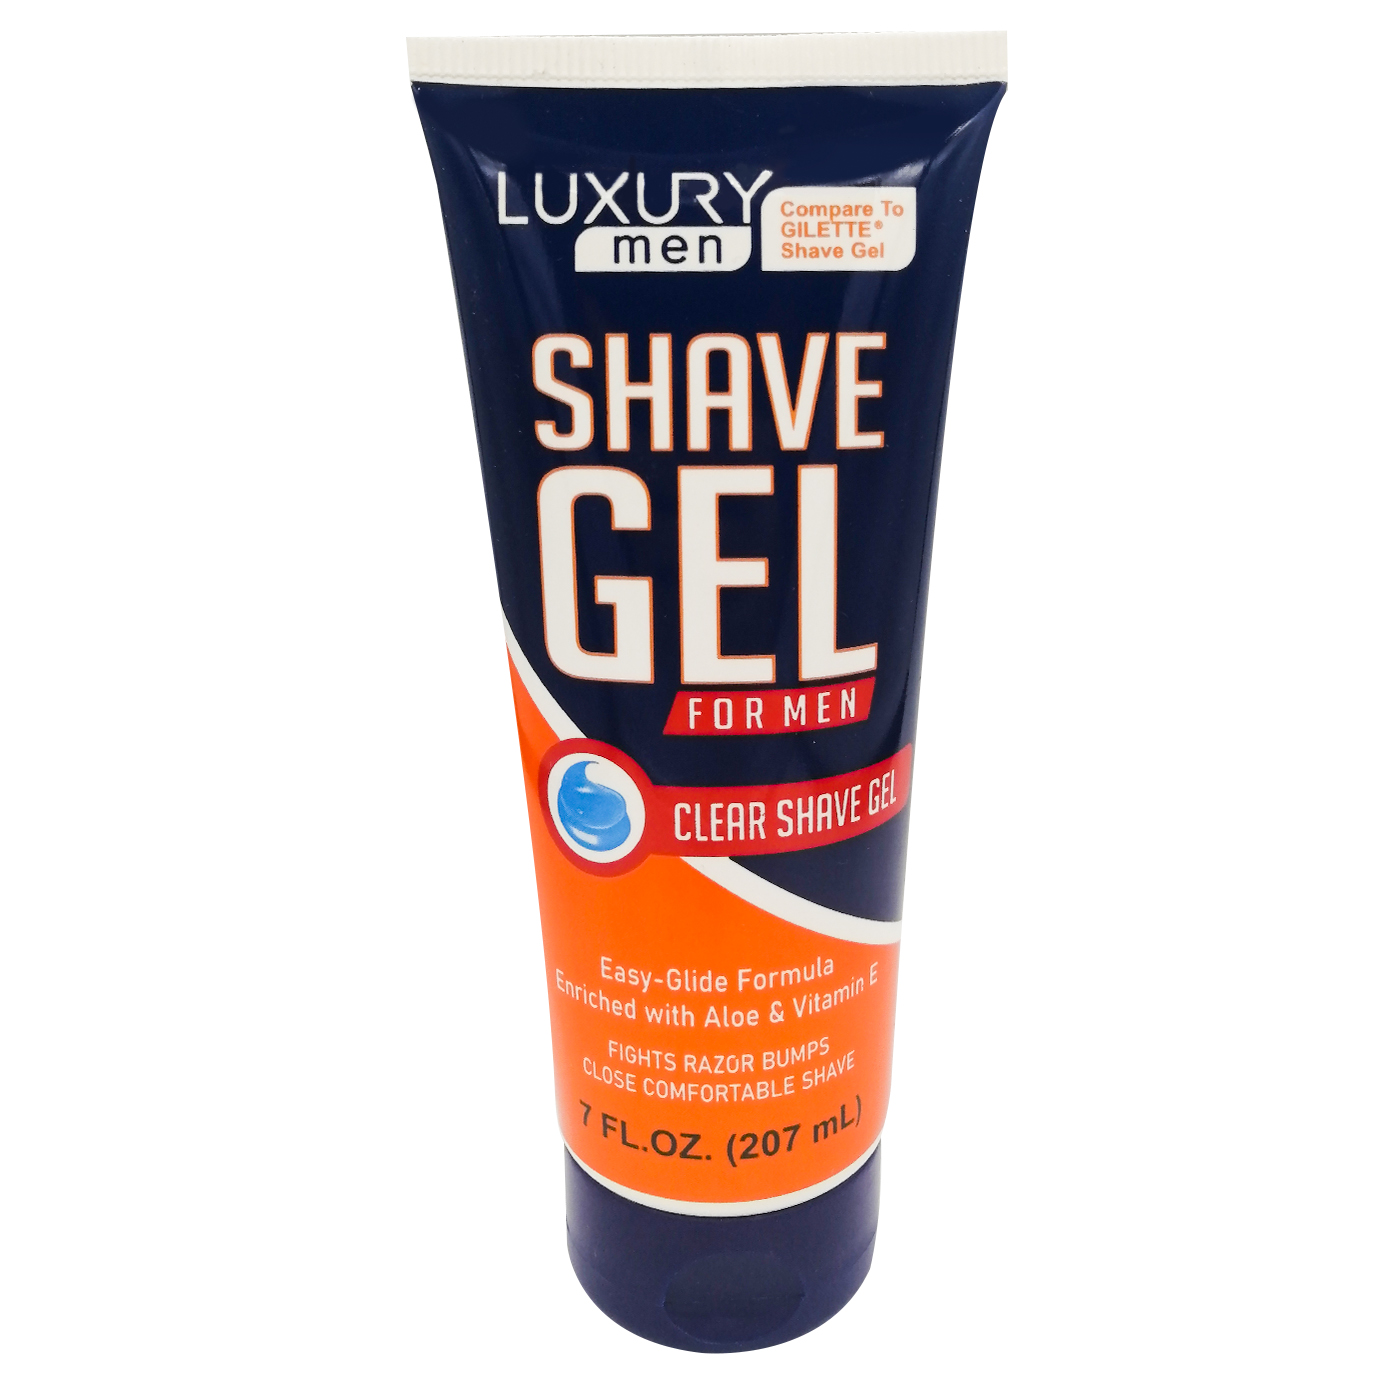 LUXURY
men
Compare To
GILETTE®
Shave Gel
SHAVE
GEL
FOR MEN
CLEAR SHAVE GEL
Easy-Glide Formula
Enriched with Aloe & Vitamin E
FIGHTS RAZOR BUMPS
CLOSE COMFORTABLE SHAVE
7 FL.OZ. (207 mL)